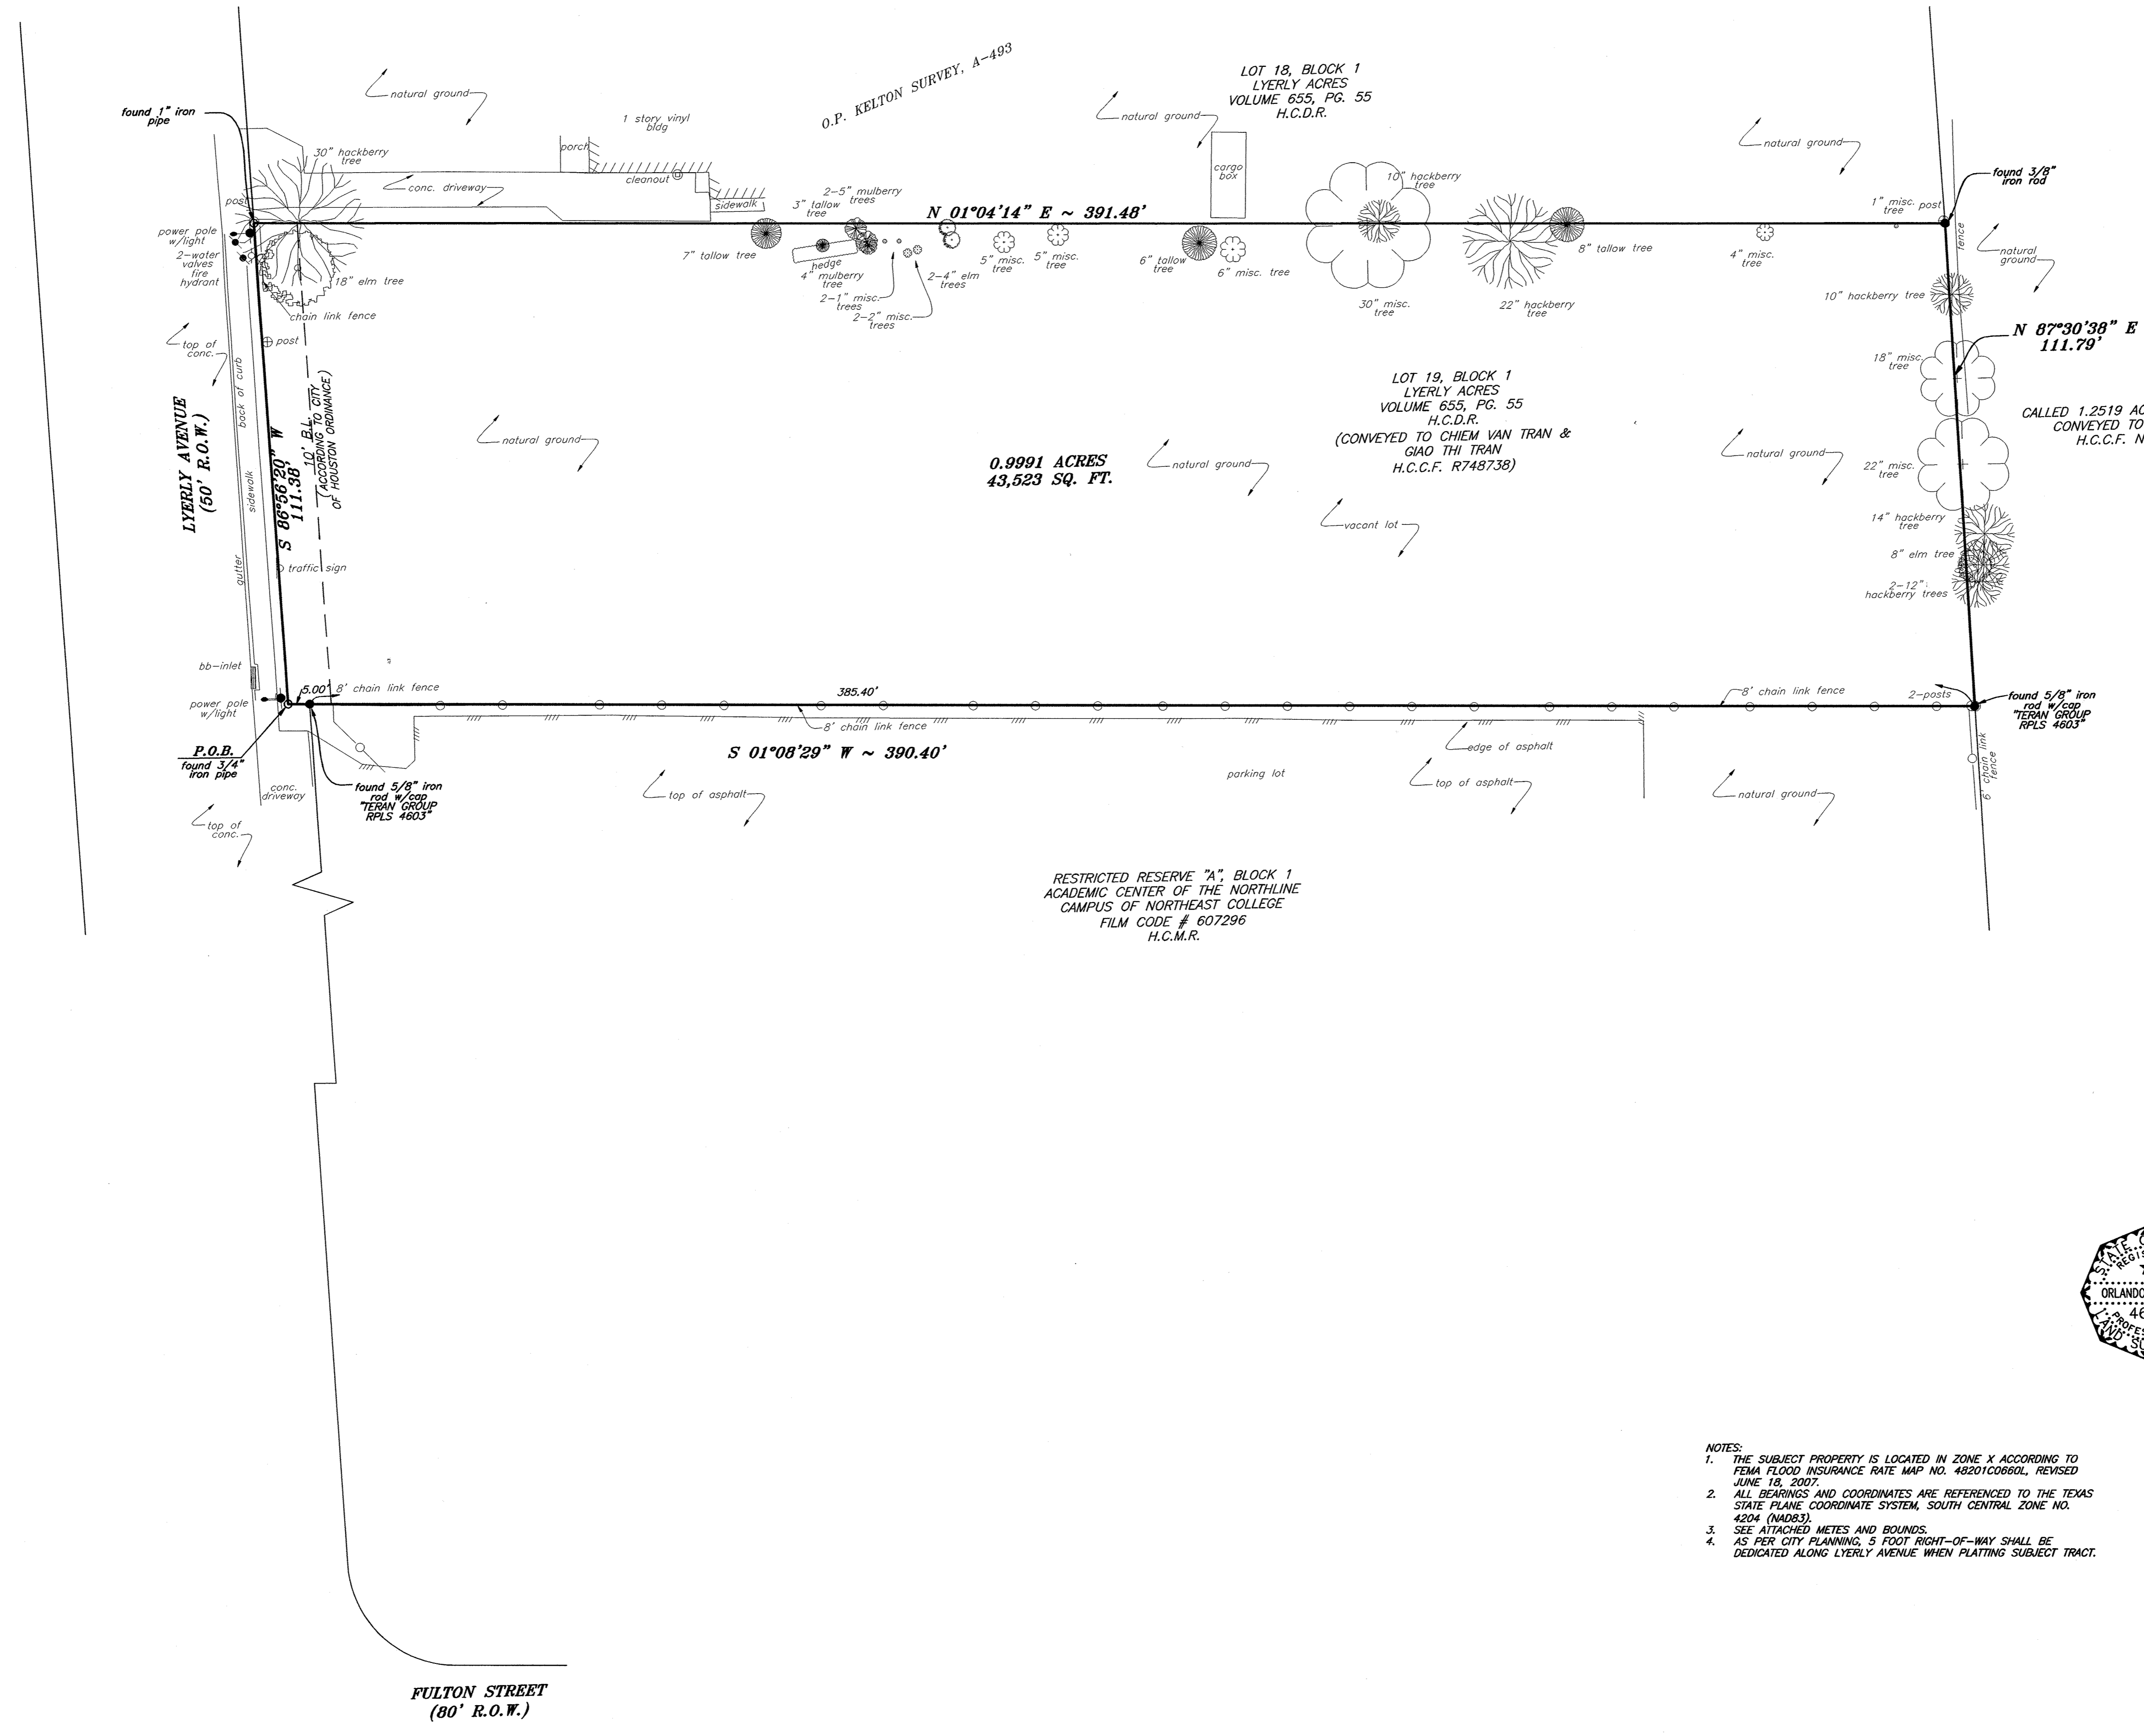 O.P. KELTON SURVEY, A-493
LOT 18, BLOCK 1
LYERLY ACRES
VOLUME 655, PG. 55
H.C.D.R.
natural ground
natural ground
natural ground
found 1" iron
pipe
1 story vinyl
bldg
porch
30" hackberry
tree
cleanout
conc. driveway
sidewalk
post
2-5" mulberry
trees
3" tallow
tree
N 01°04'14" E ~ 391.48'
cargo
box
10" hackberry
tree
found 3/8"
iron rod
1" misc.
tree
post
fence
power pole
w/light
2-water
valves
fire
hydrant
18" elm tree
chain link fence
7" tallow tree
hedge
4" mulberry
tree
2-1" misc.
trees
2-2" misc.
trees
2-4" elm
trees
5" misc.
tree
5" misc.
tree
6" tallow
tree
6" misc. tree
30" misc.
tree
22" hackberry
tree
8" tallow tree
4" misc.
tree
natural
ground
10" hackberry tree
N 87°30'38" E
111.79'
18" misc.
tree
CALLED 1.2519 AC
CONVEYED TO
H.C.C.F. N
22" misc.
tree
14" hackberry
tree
8" elm tree
2-12"
hackberry trees
post
top of
conc.
back of curb
sidewalk
gutter
LYERLY AVENUE
(50' R.O.W.)
S 86°56'20" W
111.38'
10' B.L.
(ACCORDING TO CITY
OF HOUSTON ORDINANCE)
traffic sign
natural ground
0.9991 ACRES
43,523 SQ. FT.
natural ground
LOT 19, BLOCK 1
LYERLY ACRES
VOLUME 655, PG. 55
H.C.D.R.
(CONVEYED TO CHIEM VAN TRAN &
GIAO THI TRAN
H.C.C.F. R748738)
natural ground
vacant lot
bb-inlet
power pole
w/light
5.00'
8' chain link fence
385.40'
8' chain link fence
8' chain link fence
2-posts
found 5/8" iron
rod w/cap
"TERAN GROUP
RPLS 4603"
P.O.B.
found 3/4"
iron pipe
S 01°08'29" W ~ 390.40'
edge of asphalt
parking lot
top of asphalt
top of asphalt
natural ground
6' chain link
fence
conc.
driveway
found 5/8" iron
rod w/cap
"TERAN GROUP
RPLS 4603"
top of
conc.
RESTRICTED RESERVE "A", BLOCK 1
ACADEMIC CENTER OF THE NORTHLINE
CAMPUS OF NORTHEAST COLLEGE
FILM CODE # 607296
H.C.M.R.
STATE O
REGIS
ORLANDO
46
PROFES
LAND SU
NOTES:
1. THE SUBJECT PROPERTY IS LOCATED IN ZONE X ACCORDING TO
FEMA FLOOD INSURANCE RATE MAP NO. 48201C0660L, REVISED
JUNE 18, 2007.
2. ALL BEARINGS AND COORDINATES ARE REFERENCED TO THE TEXAS
STATE PLANE COORDINATE SYSTEM, SOUTH CENTRAL ZONE NO.
4204 (NAD83).
3. SEE ATTACHED METES AND BOUNDS.
4. AS PER CITY PLANNING, 5 FOOT RIGHT-OF-WAY SHALL BE
DEDICATED ALONG LYERLY AVENUE WHEN PLATTING SUBJECT TRACT.
FULTON STREET
(80' R.O.W.)